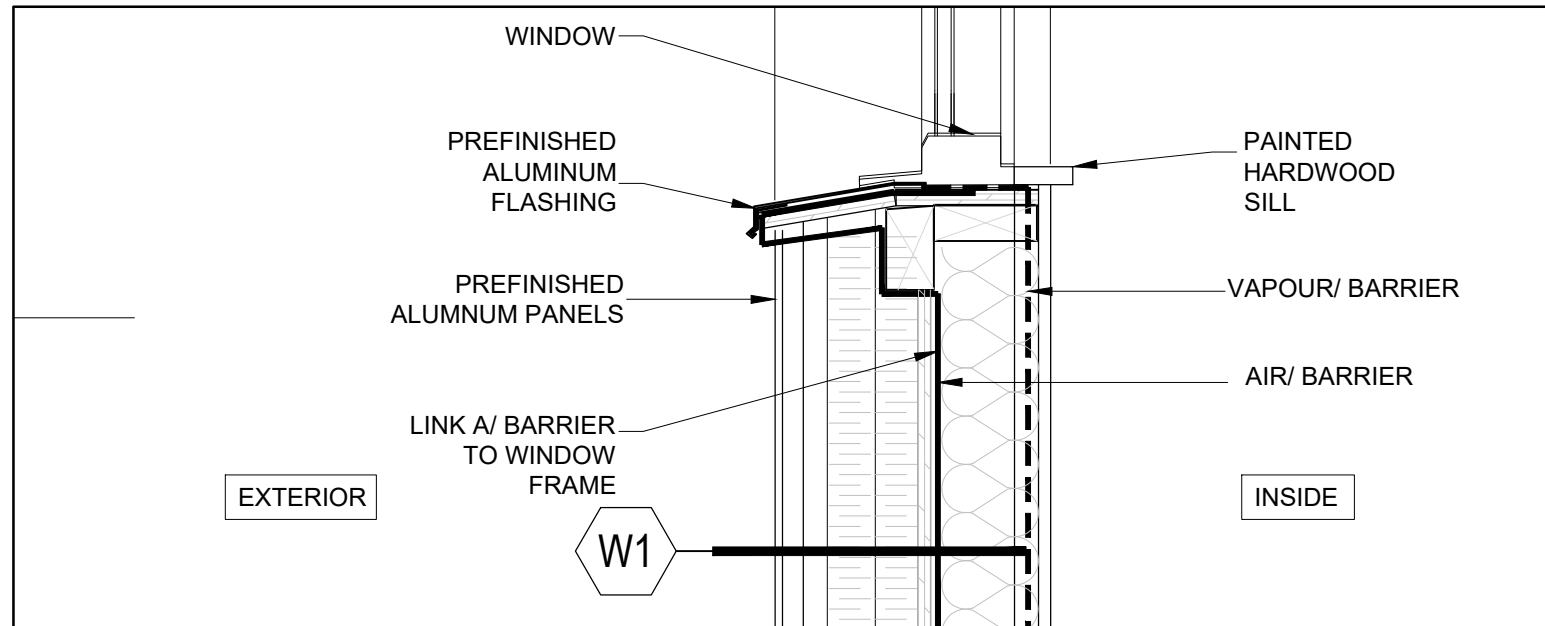 WINDOW
PREFINISHED
ALUMINUM
FLASHING
PAINTED
HARDWOOD
SILL
PREFINISHED
ALUMNUM PANELS
VAPOUR/ BARRIER
AIR/ BARRIER
LINK A/ BARRIER
TO WINDOW
FRAME
EXTERIOR
INSIDE
W1